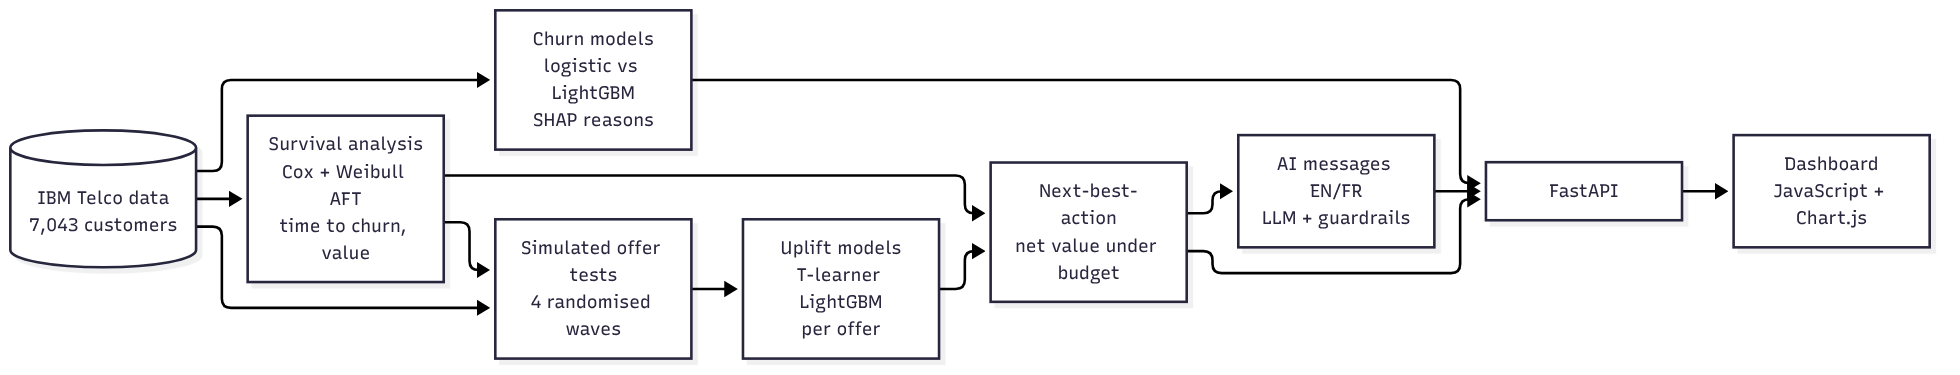 IBM Telco data
7,043 customers
Survival analysis
Cox + Weibull
AFT
time to churn,
value
Churn models
logistic vs
LightGBM
SHAP reasons
Simulated offer
tests
4 randomised
waves
Uplift models
T-learner
LightGBM
per offer
Next-best-
action
net value under
budget
AI messages
EN/FR
LLM + guardrails
FastAPI
Dashboard
JavaScript +
Chart.js